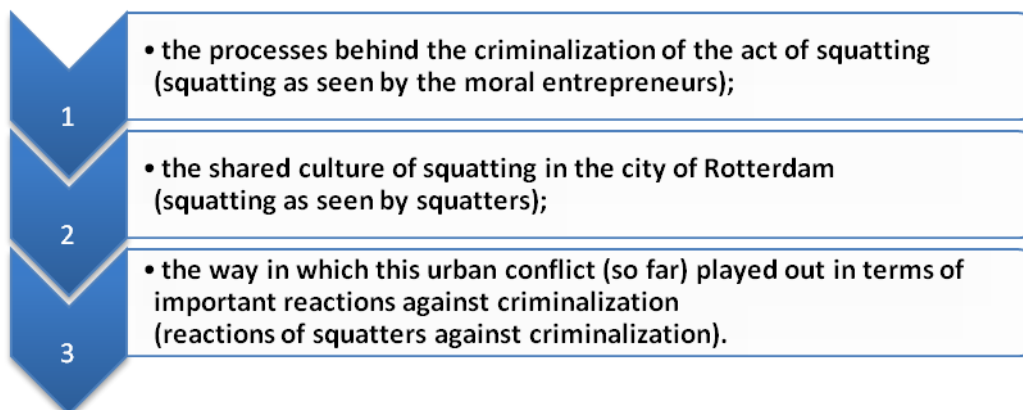 1
• the processes behind the criminalization of the act of squatting
(squatting as seen by the moral entrepreneurs);
2
• the shared culture of squatting in the city of Rotterdam
(squatting as seen by squatters);
3
• the way in which this urban conflict (so far) played out in terms of
important reactions against criminalization
(reactions of squatters against criminalization).